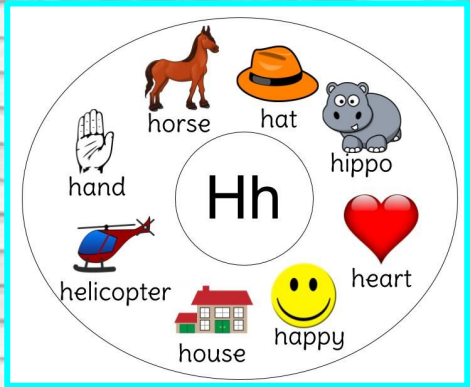 horse
hat
hippo
hand
Hh
heart
helicopter
happy
house